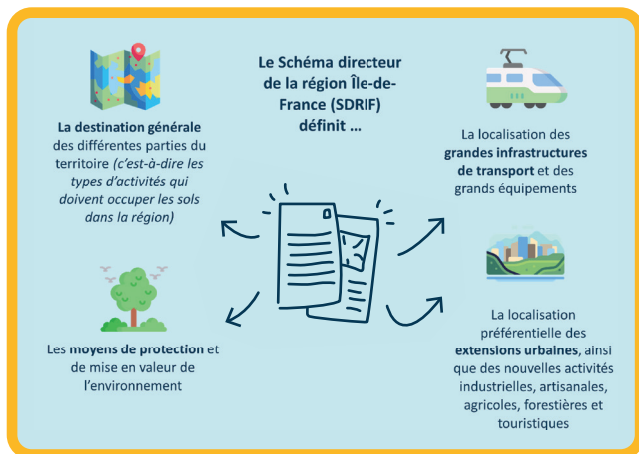 Le Schéma directeur
de la région Île-de-
France (SDRIF)
définit ...
La destination générale
des différentes parties du
territoire (c'est-à-dire les
types d'activités qui
doivent occuper les sols
dans la région)
La localisation des
grandes infrastructures
de transport et des
grands équipements
Les moyens de protection et
de mise en valeur de
l'environnement
La localisation
préférentielle des
extensions urbaines, ainsi
que des nouvelles activités
industrielles, artisanales,
agricoles, forestières et
touristiques